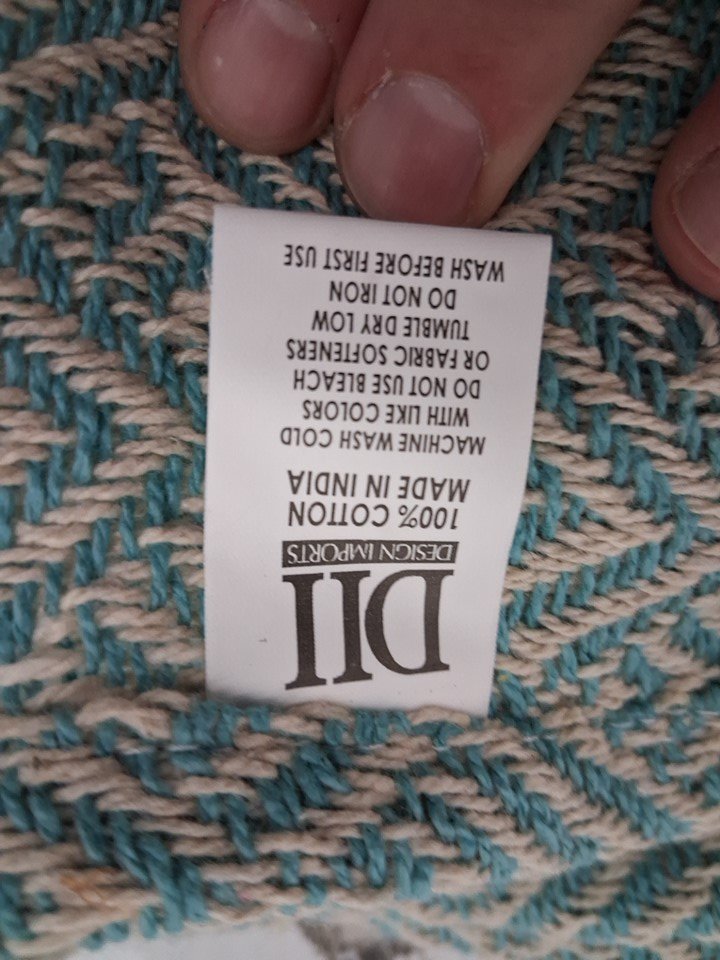 DII
DESIGN IMPORTS
100% COTTON
MADE IN INDIA
MACHINE WASH COLD
WITH LIKE COLORS
DO NOT USE BLEACH
OR FABRIC SOFTENERS
TUMBLE DRY LOW
DO NOT IRON
WASH BEFORE FIRST USE